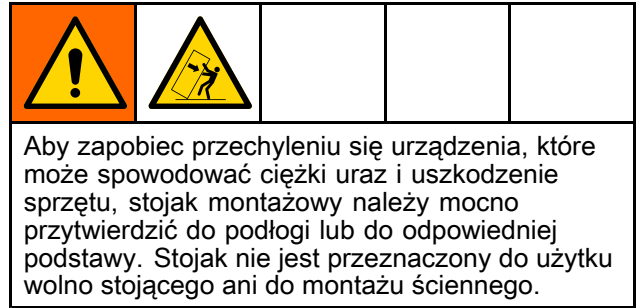 Aby zapobiec przechyleniu się urządzenia, które
może spowodować ciężki uraz i uszkodzenie
sprzętu, stojak montażowy należy mocno
przytwierdzić do podłogi lub do odpowiedniej
podstawy. Stojak nie jest przeznaczony do użytku
wolno stojącego ani do montażu ściennego.